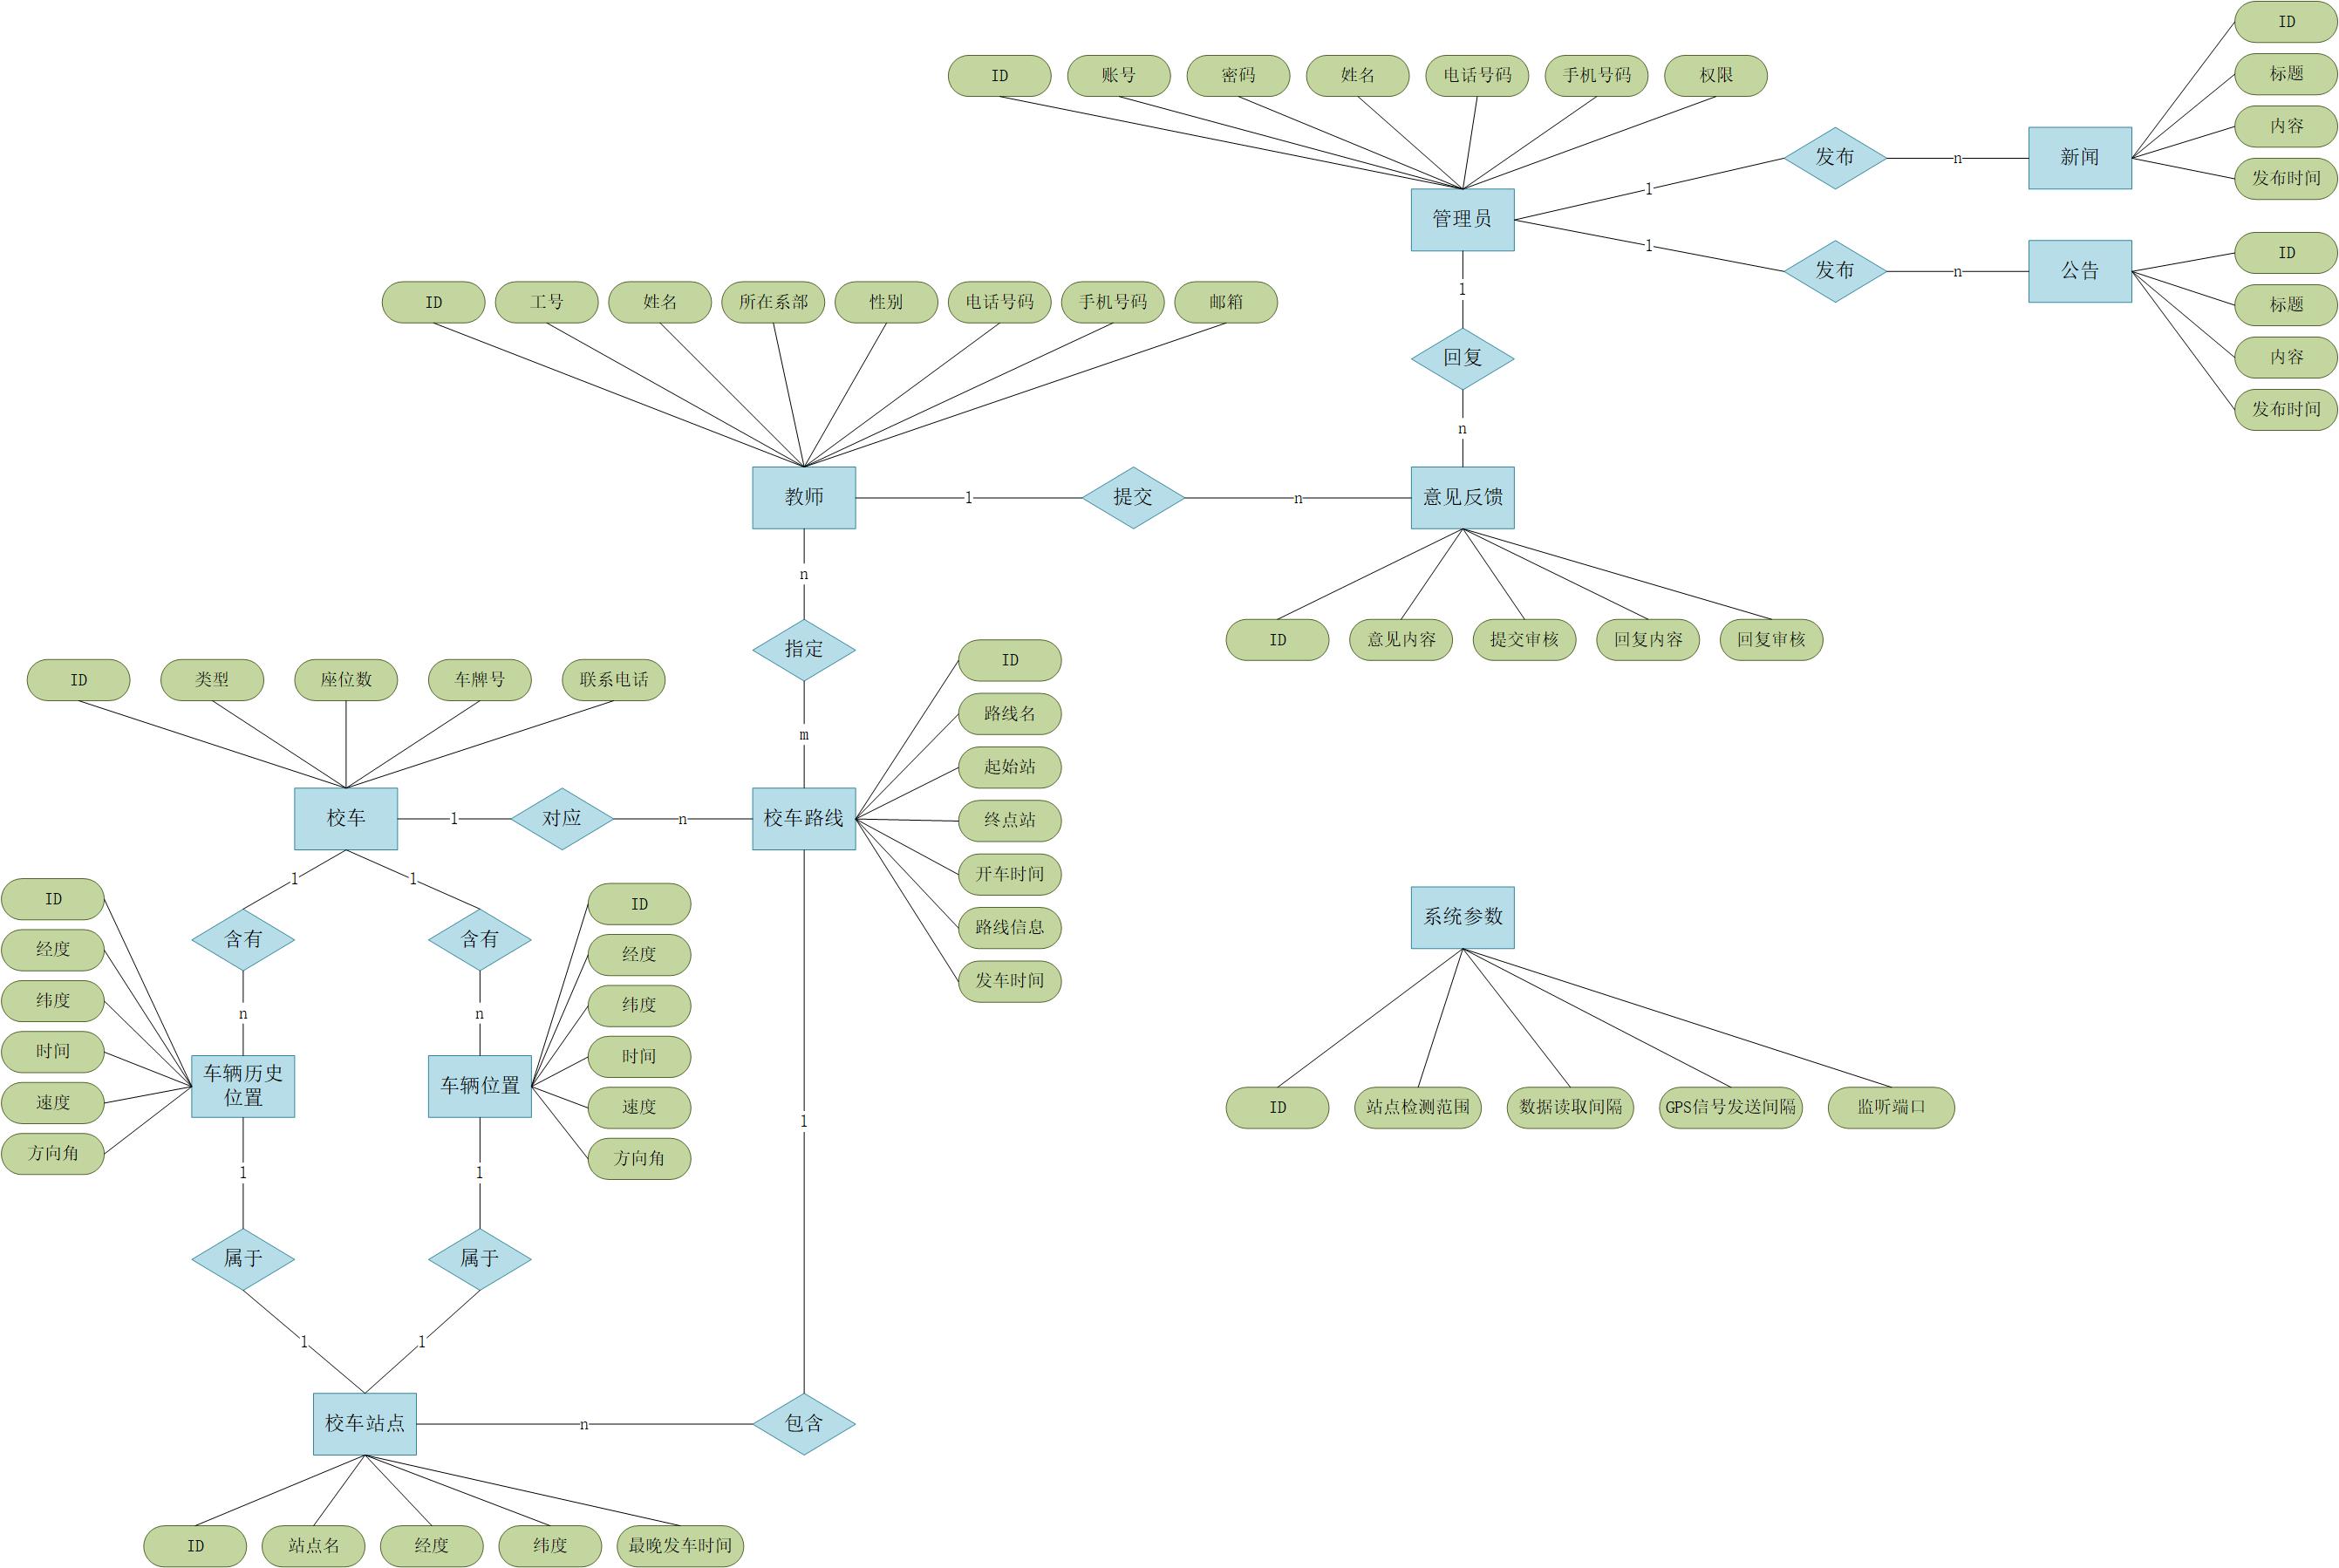 ID
标题
内容
发布时间
ID
账号
密码
姓名
电话号码
手机号码
权限
发布
n
新闻
1
管理员
1
发布
n
公告
ID
标题
内容
发布时间
1
回复
n
ID
工号
姓名
所在系部
性别
电话号码
手机号码
邮箱
教师
1
提交
n
意见反馈
ID
意见内容
提交审核
回复内容
回复审核
n
指定
m
ID
类型
座位数
车牌号
联系电话
校车
1
对应
n
校车路线
ID
路线名
起始站
终点站
开车时间
路线信息
发车时间
1
1
含有
含有
n
n
ID
经度
纬度
时间
速度
方向角
车辆历史
位置
车辆位置
ID
经度
纬度
时间
速度
方向角
1
1
1
属于
属于
1
1
校车站点
n
包含
ID
站点名
经度
纬度
最晚发车时间
系统参数
ID
站点检测范围
数据读取间隔
GPS信号发送间隔
监听端口